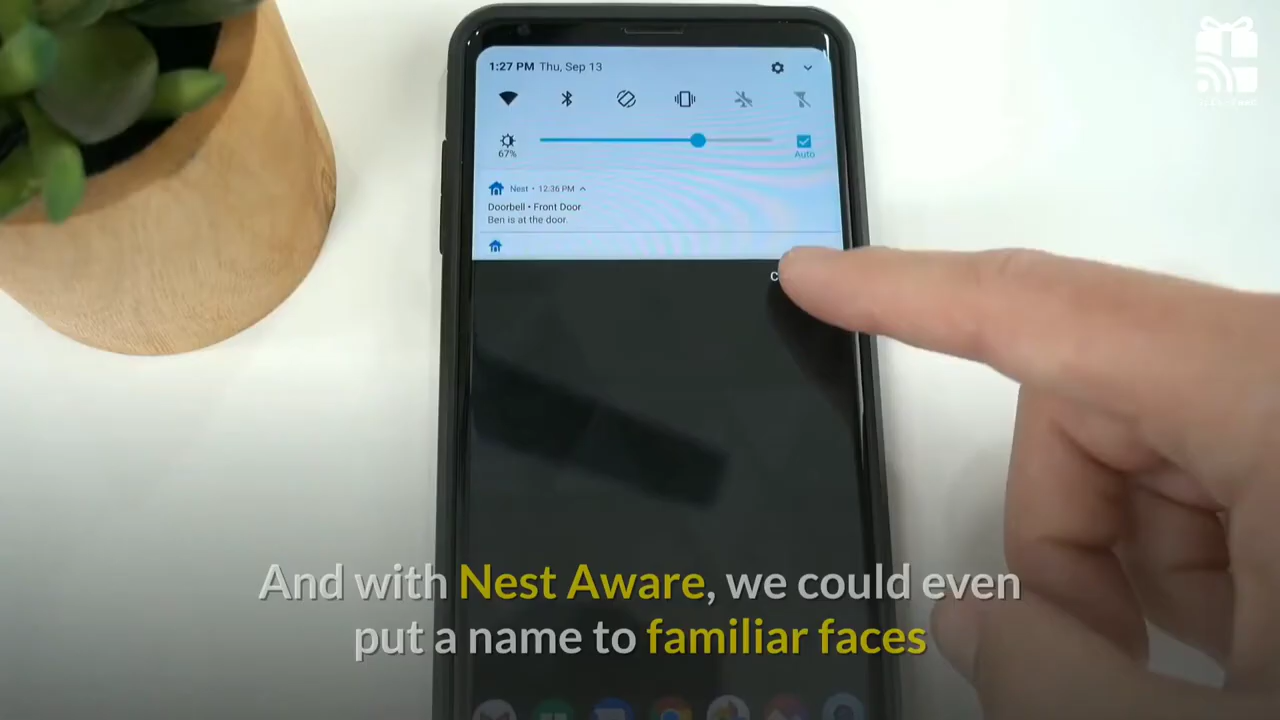 1:27 PM Thu, Sep 13
67%
Auto
Nest • 12:36 PM
Doorbell • Front Door
Ben is at the door.
And with Nest Aware, we could even
put a name to familiar faces